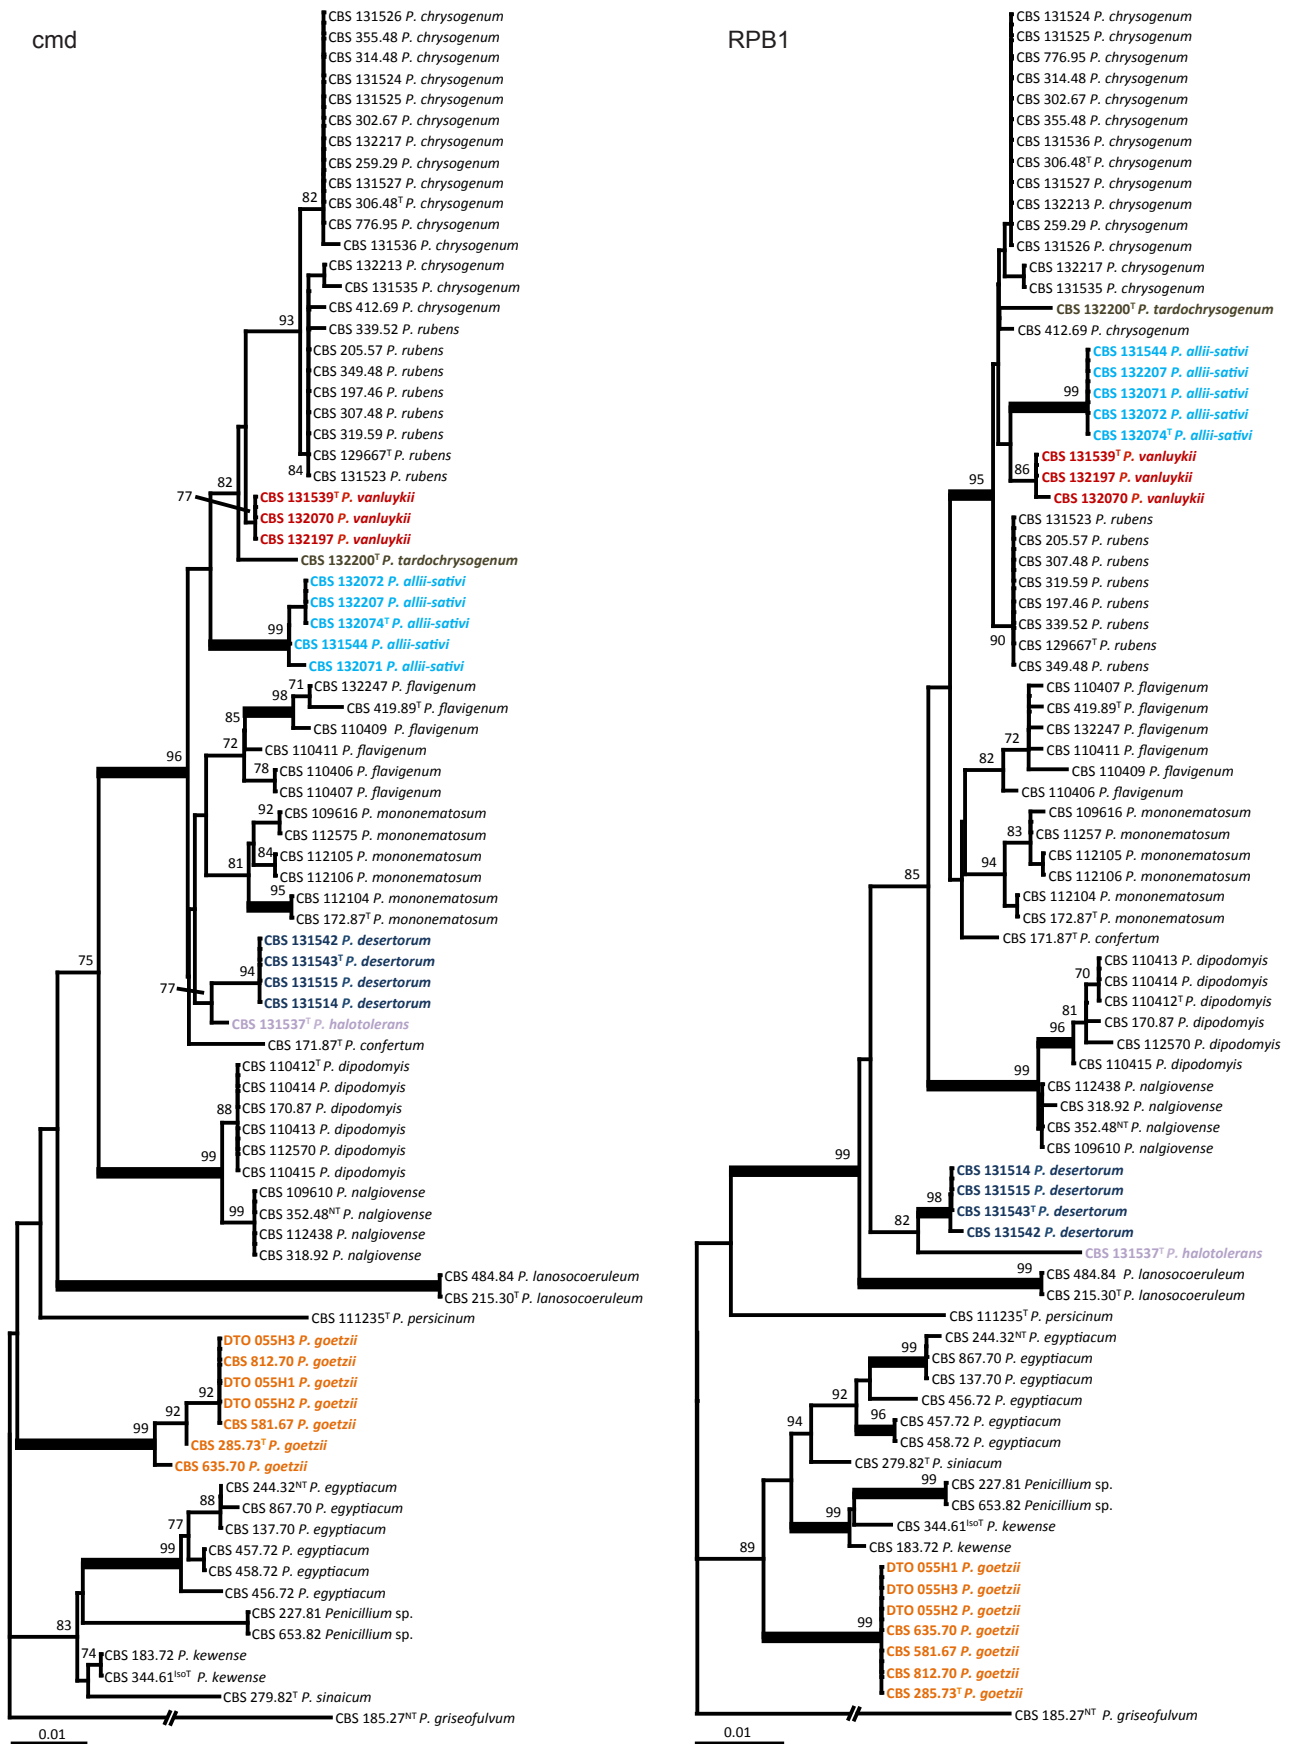 cmd
CBS 131526 P. chrysogenum
CBS 355.48 P. chrysogenum
CBS 314.48 P. chrysogenum
CBS 131524 P. chrysogenum
CBS 131525 P. chrysogenum
CBS 302.67 P. chrysogenum
CBS 132217 P. chrysogenum
CBS 259.29 P. chrysogenum
CBS 131527 P. chrysogenum
82 CBS 306.48T P. chrysogenum
CBS 776.95 P. chrysogenum
CBS 131536 P. chrysogenum
CBS 132213 P. chrysogenum
CBS 131535 P. chrysogenum
CBS 412.69 P. chrysogenum
93 CBS 339.52 P. rubens
CBS 205.57 P. rubens
CBS 349.48 P. rubens
CBS 197.46 P. rubens
CBS 307.48 P. rubens
CBS 319.59 P. rubens
CBS 129667T P. rubens
84 CBS 131523 P. rubens
82
77 CBS 131539T P. vanluykii
CBS 132070 P. vanluykii
CBS 132197 P. vanluykii
CBS 132200T P. tardochrysogenum
CBS 132072 P. allii-sativi
CBS 132207 P. allii-sativi
CBS 132074T P. allii-sativi
99 CBS 131544 P. allii-sativi
CBS 132071 P. allii-sativi
71 CBS 132247 P. flavigenum
98 CBS 419.89T P. flavigenum
85 CBS 110409 P. flavigenum
72 CBS 110411 P. flavigenum
96
78 CBS 110406 P. flavigenum
CBS 110407 P. flavigenum
92 CBS 109616 P. mononematosum
CBS 112575 P. mononematosum
84 CBS 112105 P. mononematosum
81 CBS 112106 P. mononematosum
95 CBS 112104 P. mononematosum
CBS 172.87T P. mononematosum
CBS 131542 P. desertorum
75 CBS 131543T P. desertorum
94 CBS 131515 P. desertorum
77 CBS 131514 P. desertorum
CBS 131537T P. halotolerans
CBS 171.87T P. confertum
CBS 110412T P. dipodomyis
CBS 110414 P. dipodomyis
88 CBS 170.87 P. dipodomyis
CBS 110413 P. dipodomyis
99 CBS 112570 P. dipodomyis
CBS 110415 P. dipodomyis
CBS 109610 P. nalgiovense
99 CBS 352.48NT P. nalgiovense
CBS 112438 P. nalgiovense
CBS 318.92 P. nalgiovense
CBS 484.84 P. lanosocoeruleum
CBS 215.30T P. lanosocoeruleum
CBS 111235T P. persicinum
DTO 055H3 P. goetzii
CBS 812.70 P. goetzii
DTO 055H1 P. goetzii
92 DTO 055H2 P. goetzii
92 CBS 581.67 P. goetzii
99 CBS 285.73T P. goetzii
CBS 635.70 P. goetzii
CBS 244.32NT P. egyptiacum
88 CBS 867.70 P. egyptiacum
77 CBS 137.70 P. egyptiacum
99 CBS 457.72 P. egyptiacum
CBS 458.72 P. egyptiacum
CBS 456.72 P. egyptiacum
CBS 227.81 Penicillium sp.
83 CBS 653.82 Penicillium sp.
74 CBS 183.72 P. kewense
CBS 344.61IsoT P. kewense
CBS 279.82T P. sinaicum
CBS 185.27NT P. griseofulvum
0.01
RPB1
CBS 131524 P. chrysogenum
CBS 131525 P. chrysogenum
CBS 776.95 P. chrysogenum
CBS 314.48 P. chrysogenum
CBS 302.67 P. chrysogenum
CBS 355.48 P. chrysogenum
CBS 131536 P. chrysogenum
CBS 306.48T P. chrysogenum
CBS 131527 P. chrysogenum
CBS 132213 P. chrysogenum
CBS 259.29 P. chrysogenum
CBS 131526 P. chrysogenum
CBS 132217 P. chrysogenum
CBS 131535 P. chrysogenum
CBS 132200T P. tardochrysogenum
CBS 412.69 P. chrysogenum
CBS 131544 P. allii-sativi
CBS 132207 P. allii-sativi
99 CBS 132071 P. allii-sativi
CBS 132072 P. allii-sativi
CBS 132074T P. allii-sativi
CBS 131539T P. vanluykii
86 CBS 132197 P. vanluykii
95 CBS 132070 P. vanluykii
CBS 131523 P. rubens
CBS 205.57 P. rubens
CBS 307.48 P. rubens
CBS 319.59 P. rubens
CBS 197.46 P. rubens
CBS 339.52 P. rubens
90 CBS 129667T P. rubens
CBS 349.48 P. rubens
CBS 110407 P. flavigenum
CBS 419.89T P. flavigenum
CBS 132247 P. flavigenum
72 CBS 110411 P. flavigenum
82 CBS 110409 P. flavigenum
CBS 110406 P. flavigenum
CBS 109616 P. mononematosum
83 CBS 11257 P. mononematosum
CBS 112105 P. mononematosum
94 CBS 112106 P. mononematosum
85
CBS 112104 P. mononematosum
CBS 172.87T P. mononematosum
CBS 171.87T P. confertum
CBS 110413 P. dipodomyis
70 CBS 110414 P. dipodomyis
CBS 110412T P. dipodomyis
81 CBS 170.87 P. dipodomyis
96 CBS 112570 P. dipodomyis
CBS 110415 P. dipodomyis
99 CBS 112438 P. nalgiovense
CBS 318.92 P. nalgiovense
CBS 352.48NT P. nalgiovense
CBS 109610 P. nalgiovense
99 CBS 131514 P. desertorum
CBS 131515 P. desertorum
98 CBS 131543T P. desertorum
82 CBS 131542 P. desertorum
CBS 131537T P. halotolerans
99 CBS 484.84 P. lanosocoeruleum
CBS 215.30T P. lanosocoeruleum
CBS 111235T P. persicinum
CBS 244.32NT P. egyptiacum
99 CBS 867.70 P. egyptiacum
CBS 137.70 P. egyptiacum
92 CBS 456.72 P. egyptiacum
94 96 CBS 457.72 P. egyptiacum
CBS 458.72 P. egyptiacum
CBS 279.82T P. siniacum
99 CBS 227.81 Penicillium sp.
CBS 653.82 Penicillium sp.
99 CBS 344.61IsoT P. kewense
CBS 183.72 P. kewense
89
DTO 055H1 P. goetzii
DTO 055H3 P. goetzii
DTO 055H2 P. goetzii
99 CBS 635.70 P. goetzii
CBS 581.67 P. goetzii
CBS 812.70 P. goetzii
CBS 285.73T P. goetzii
CBS 185.27NT P. griseofulvum
0.01